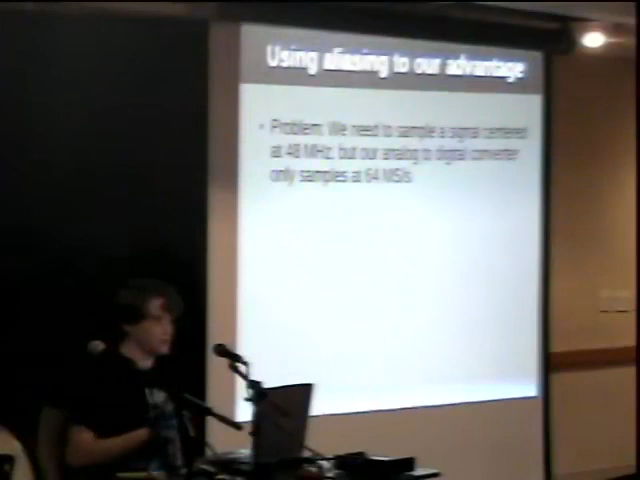 Using aliasing to our advantage
• Problem: We need to sample a signal centered
at 48 MHz, but our analog to digital converter
only samples at 64 MS/s